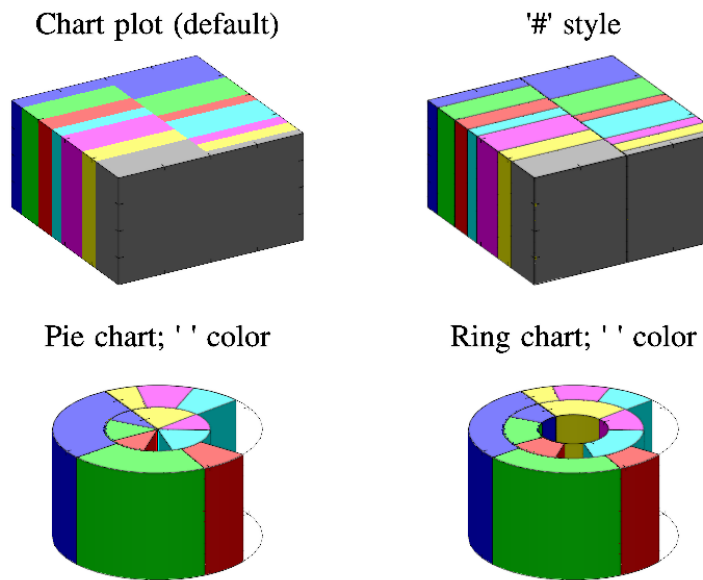 Chart plot (default)
'#' style
Pie chart; ' ' color
Ring chart; ' ' color